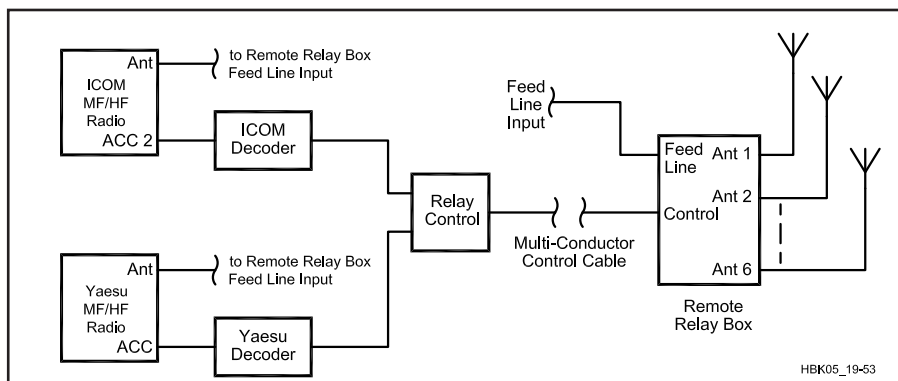 Ant
ICOM
MF/HF
Radio
ACC 2
to Remote Relay Box
Feed Line Input
ICOM
Decoder
Yaesu
MF/HF
Radio
Ant
ACC
to Remote Relay Box
Feed Line Input
Yaesu
Decoder
Relay
Control
Multi-Conductor
Control Cable
Feed
Line
Input
Feed
Line
Control
Ant 1
Ant 2
Ant 6
Remote
Relay Box
HBK05_19-53